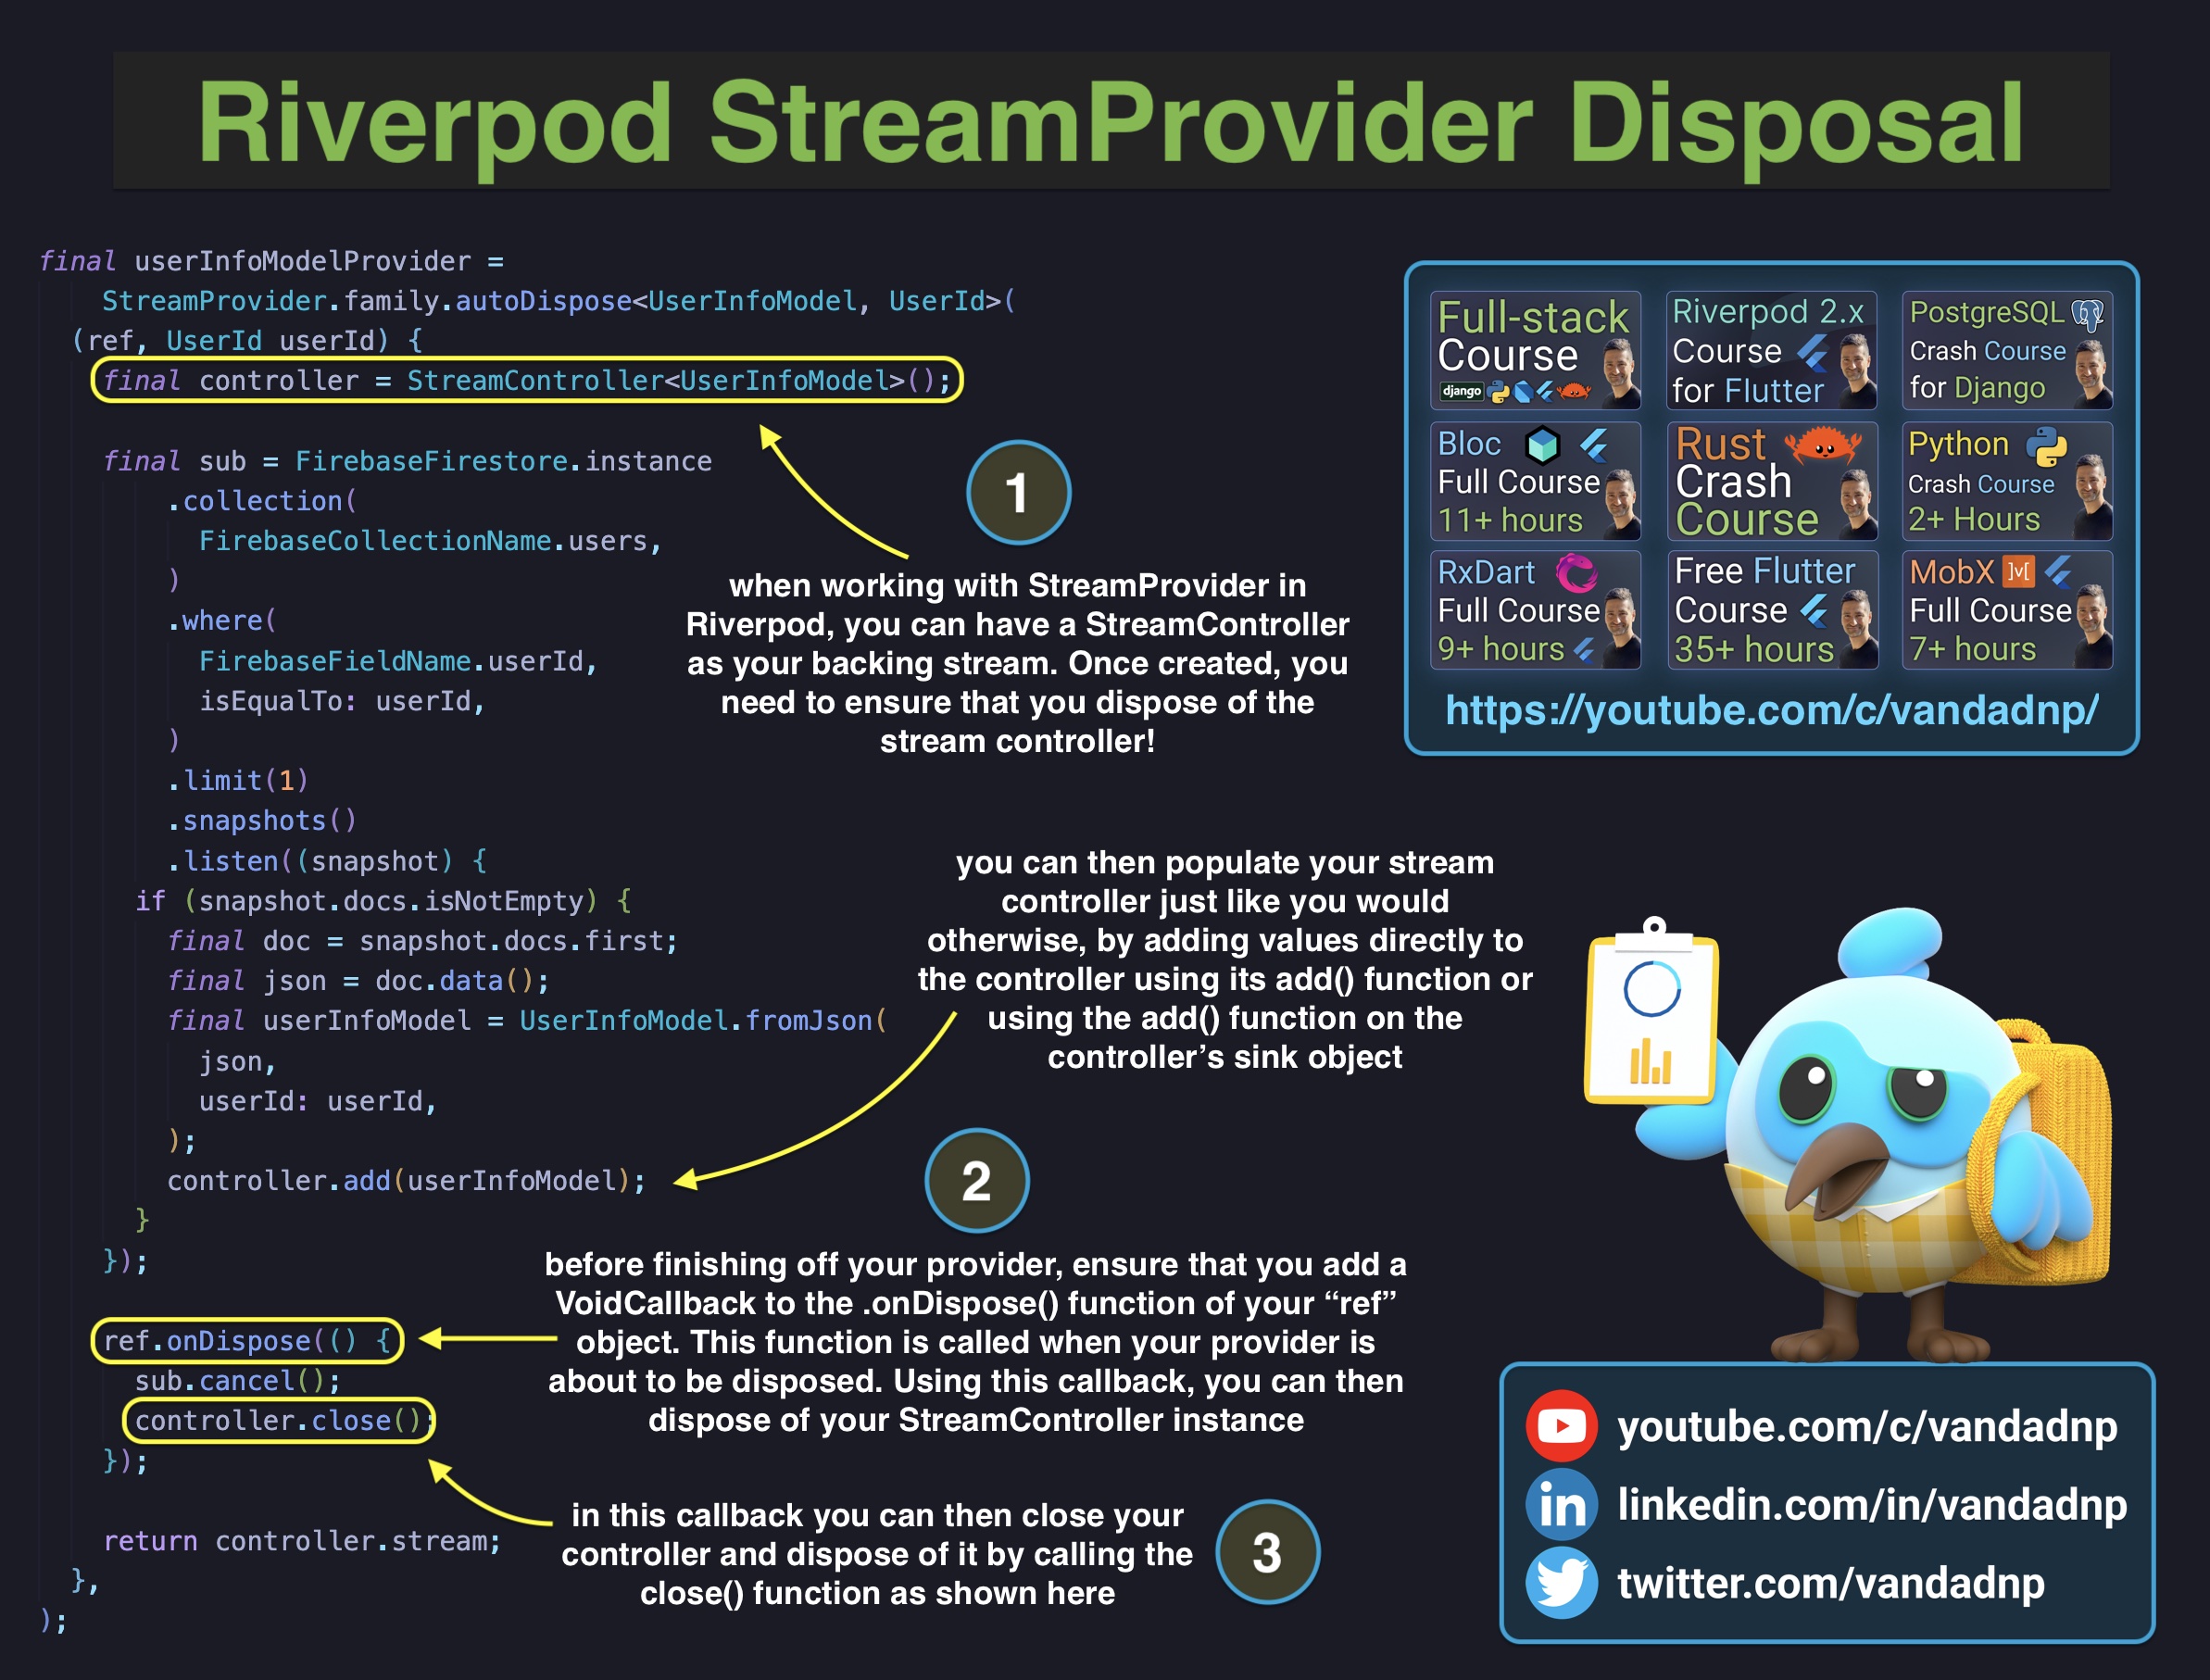 Riverpod StreamProvider Disposal
final userInfoModelProvider =
StreamProvider.family.autoDispose<UserInfoModel, UserId>(
(ref, UserId userId) {
final controller = StreamController<UserInfoModel>();
final sub = FirebaseFirestore.instance
.collection(
FirebaseCollectionName.users,
)
.where(
FirebaseFieldName.userId,
isEqualTo: userId,
)
.limit(1)
.snapshots()
.listen((snapshot) {
if (snapshot.docs.isNotEmpty) {
final doc = snapshot.docs.first;
final json = doc.data();
final userInfoModel = UserInfoModel.fromJson(
json,
userId: userId,
);
controller.add(userInfoModel);
}
});
ref.onDispose(() {
sub.cancel();
controller.close();
});
return controller.stream;
},
);
1
when working with StreamProvider in
Riverpod, you can have a StreamController
as your backing stream. Once created, you
need to ensure that you dispose of the
stream controller!
you can then populate your stream
controller just like you would
otherwise, by adding values directly to
the controller using its add() function or
using the add() function on the
controller’s sink object
2
before finishing off your provider, ensure that you add a
VoidCallback to the .onDispose() function of your “ref”
object. This function is called when your provider is
about to be disposed. Using this callback, you can then
dispose of your StreamController instance
in this callback you can then close your
controller and dispose of it by calling the
close() function as shown here
3
Full-stack
Course
django
Riverpod 2.x
Course
for Flutter
PostgreSQL
Crash Course
for Django
Bloc
Full Course
11+ hours
Rust
Crash
Course
Python
Crash Course
2+ Hours
RxDart
Full Course
9+ hours
Free Flutter
Course
35+ hours
MobX ]v[
Full Course
7+ hours
https://youtube.com/c/vandadnp/
youtube.com/c/vandadnp
in linkedin.com/in/vandadnp
twitter.com/vandadnp